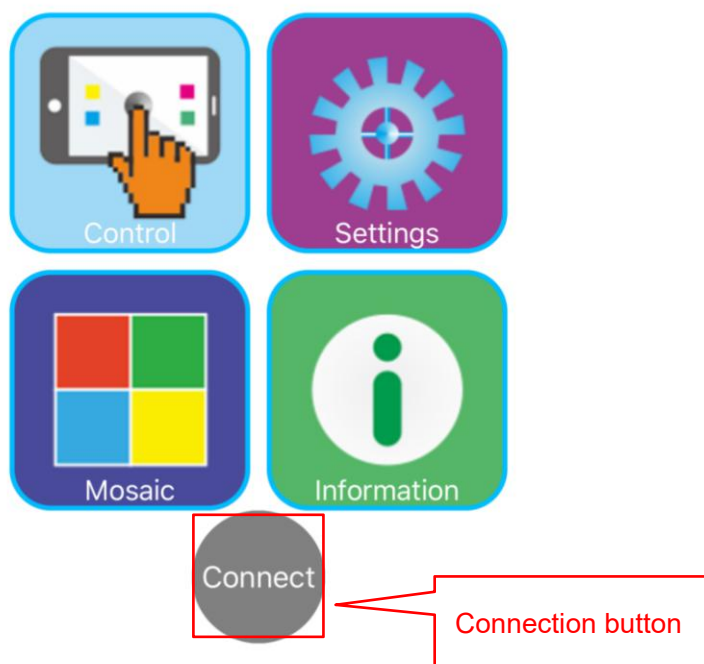 Control
Settings
Mosaic
Information
Connect
Connection button